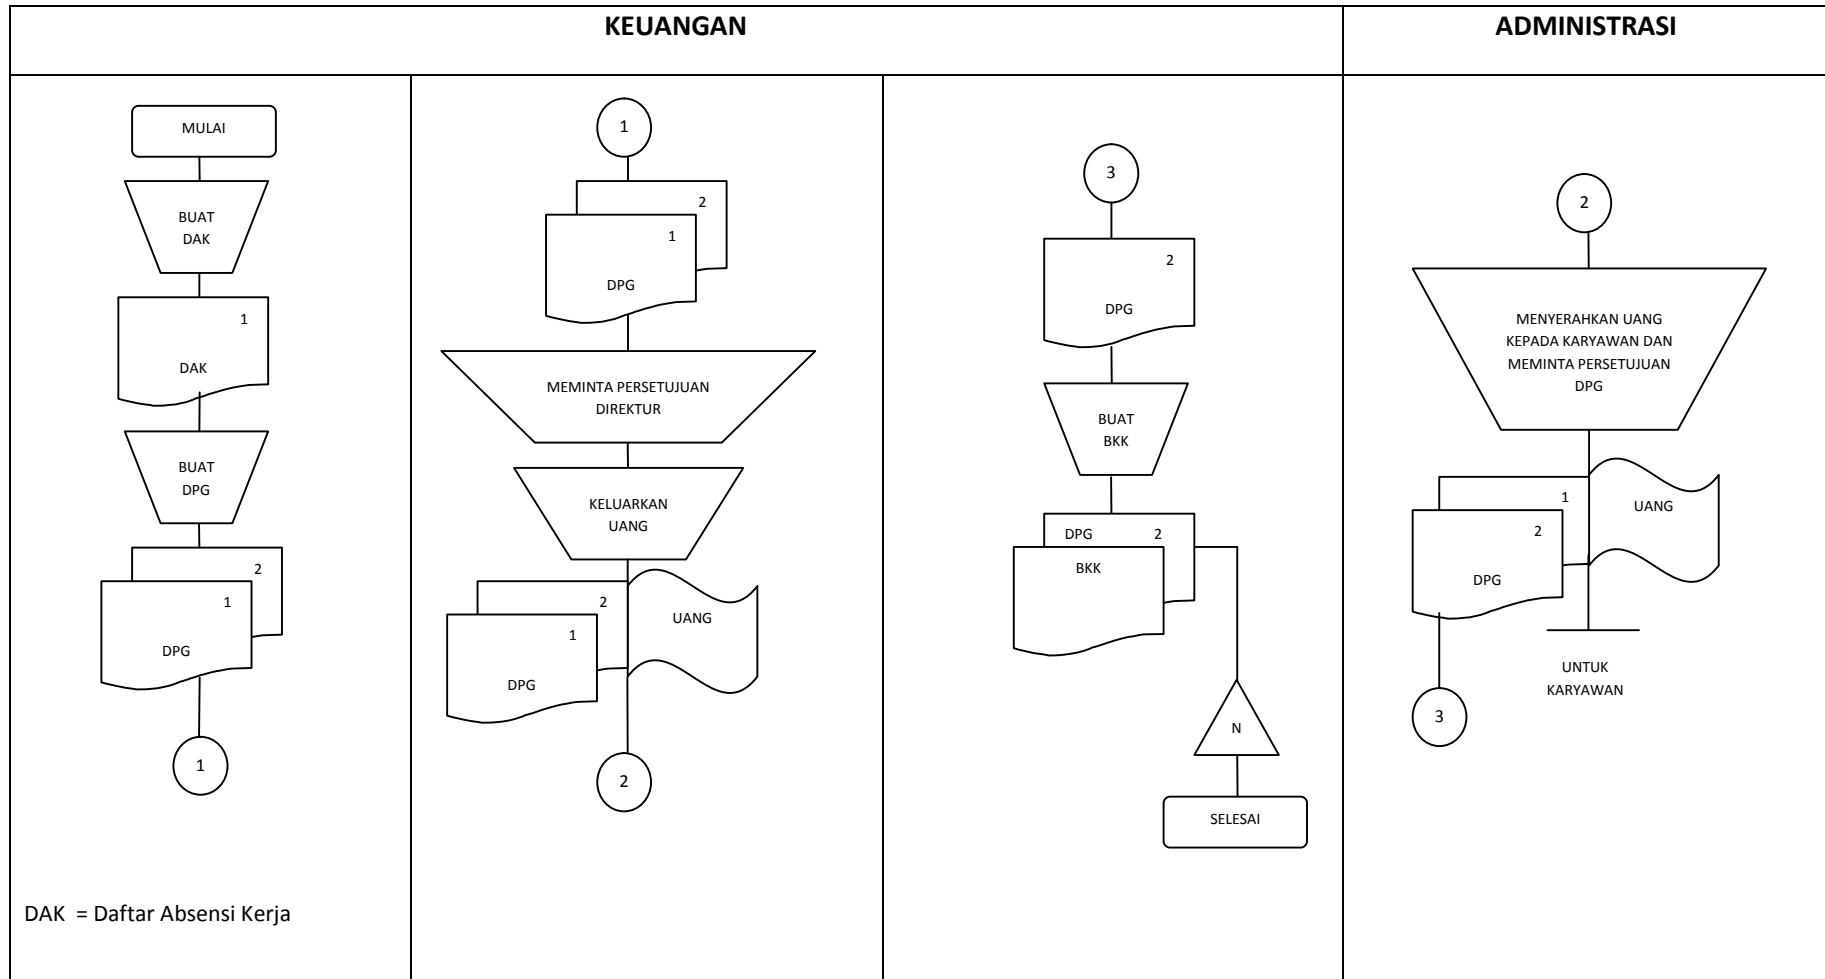 KEUANGAN
ADMINISTRASI
MULAI
BUAT
DAK
1
DAK
BUAT
DPG
2
1
DPG
1
1
2
1
DPG
MEMINTA PERSETUJUAN
DIREKTUR
KELUARKAN
UANG
2
1
DPG
UANG
2
3
2
DPG
BUAT
BKK
DPG 2
BKK
N
SELESAI
2
MENYERAHKAN UANG
KEPADA KARYAWAN DAN
MEMINTA PERSETUJUAN
DPG
1
2
DPG
UANG
UNTUK
KARYAWAN
3
DAK = Daftar Absensi Kerja